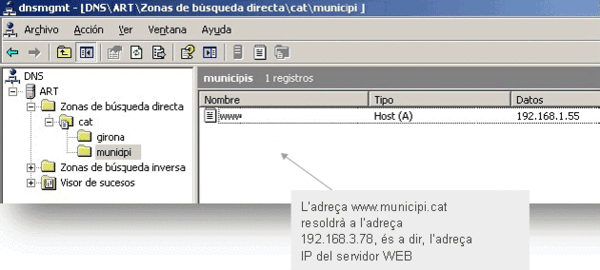 dnsmgmt - [DNS\ART\Zonas de búsqueda directa\cat\municipi ]
Archivo Acción Ver Ventana Ayuda
municipis 1 registros
DNS
ART
Zonas de búsqueda directa
cat
girona
municipi
Zonas de búsqueda inversa
Visor de sucesos
Nombre Tipo Datos
www Host (A) 192.168.1.55
L'adreça www.municipi.cat
resoldrà a l'adreça
192.168.3.78, és a dir, l'adreça
IP del servidor WEB